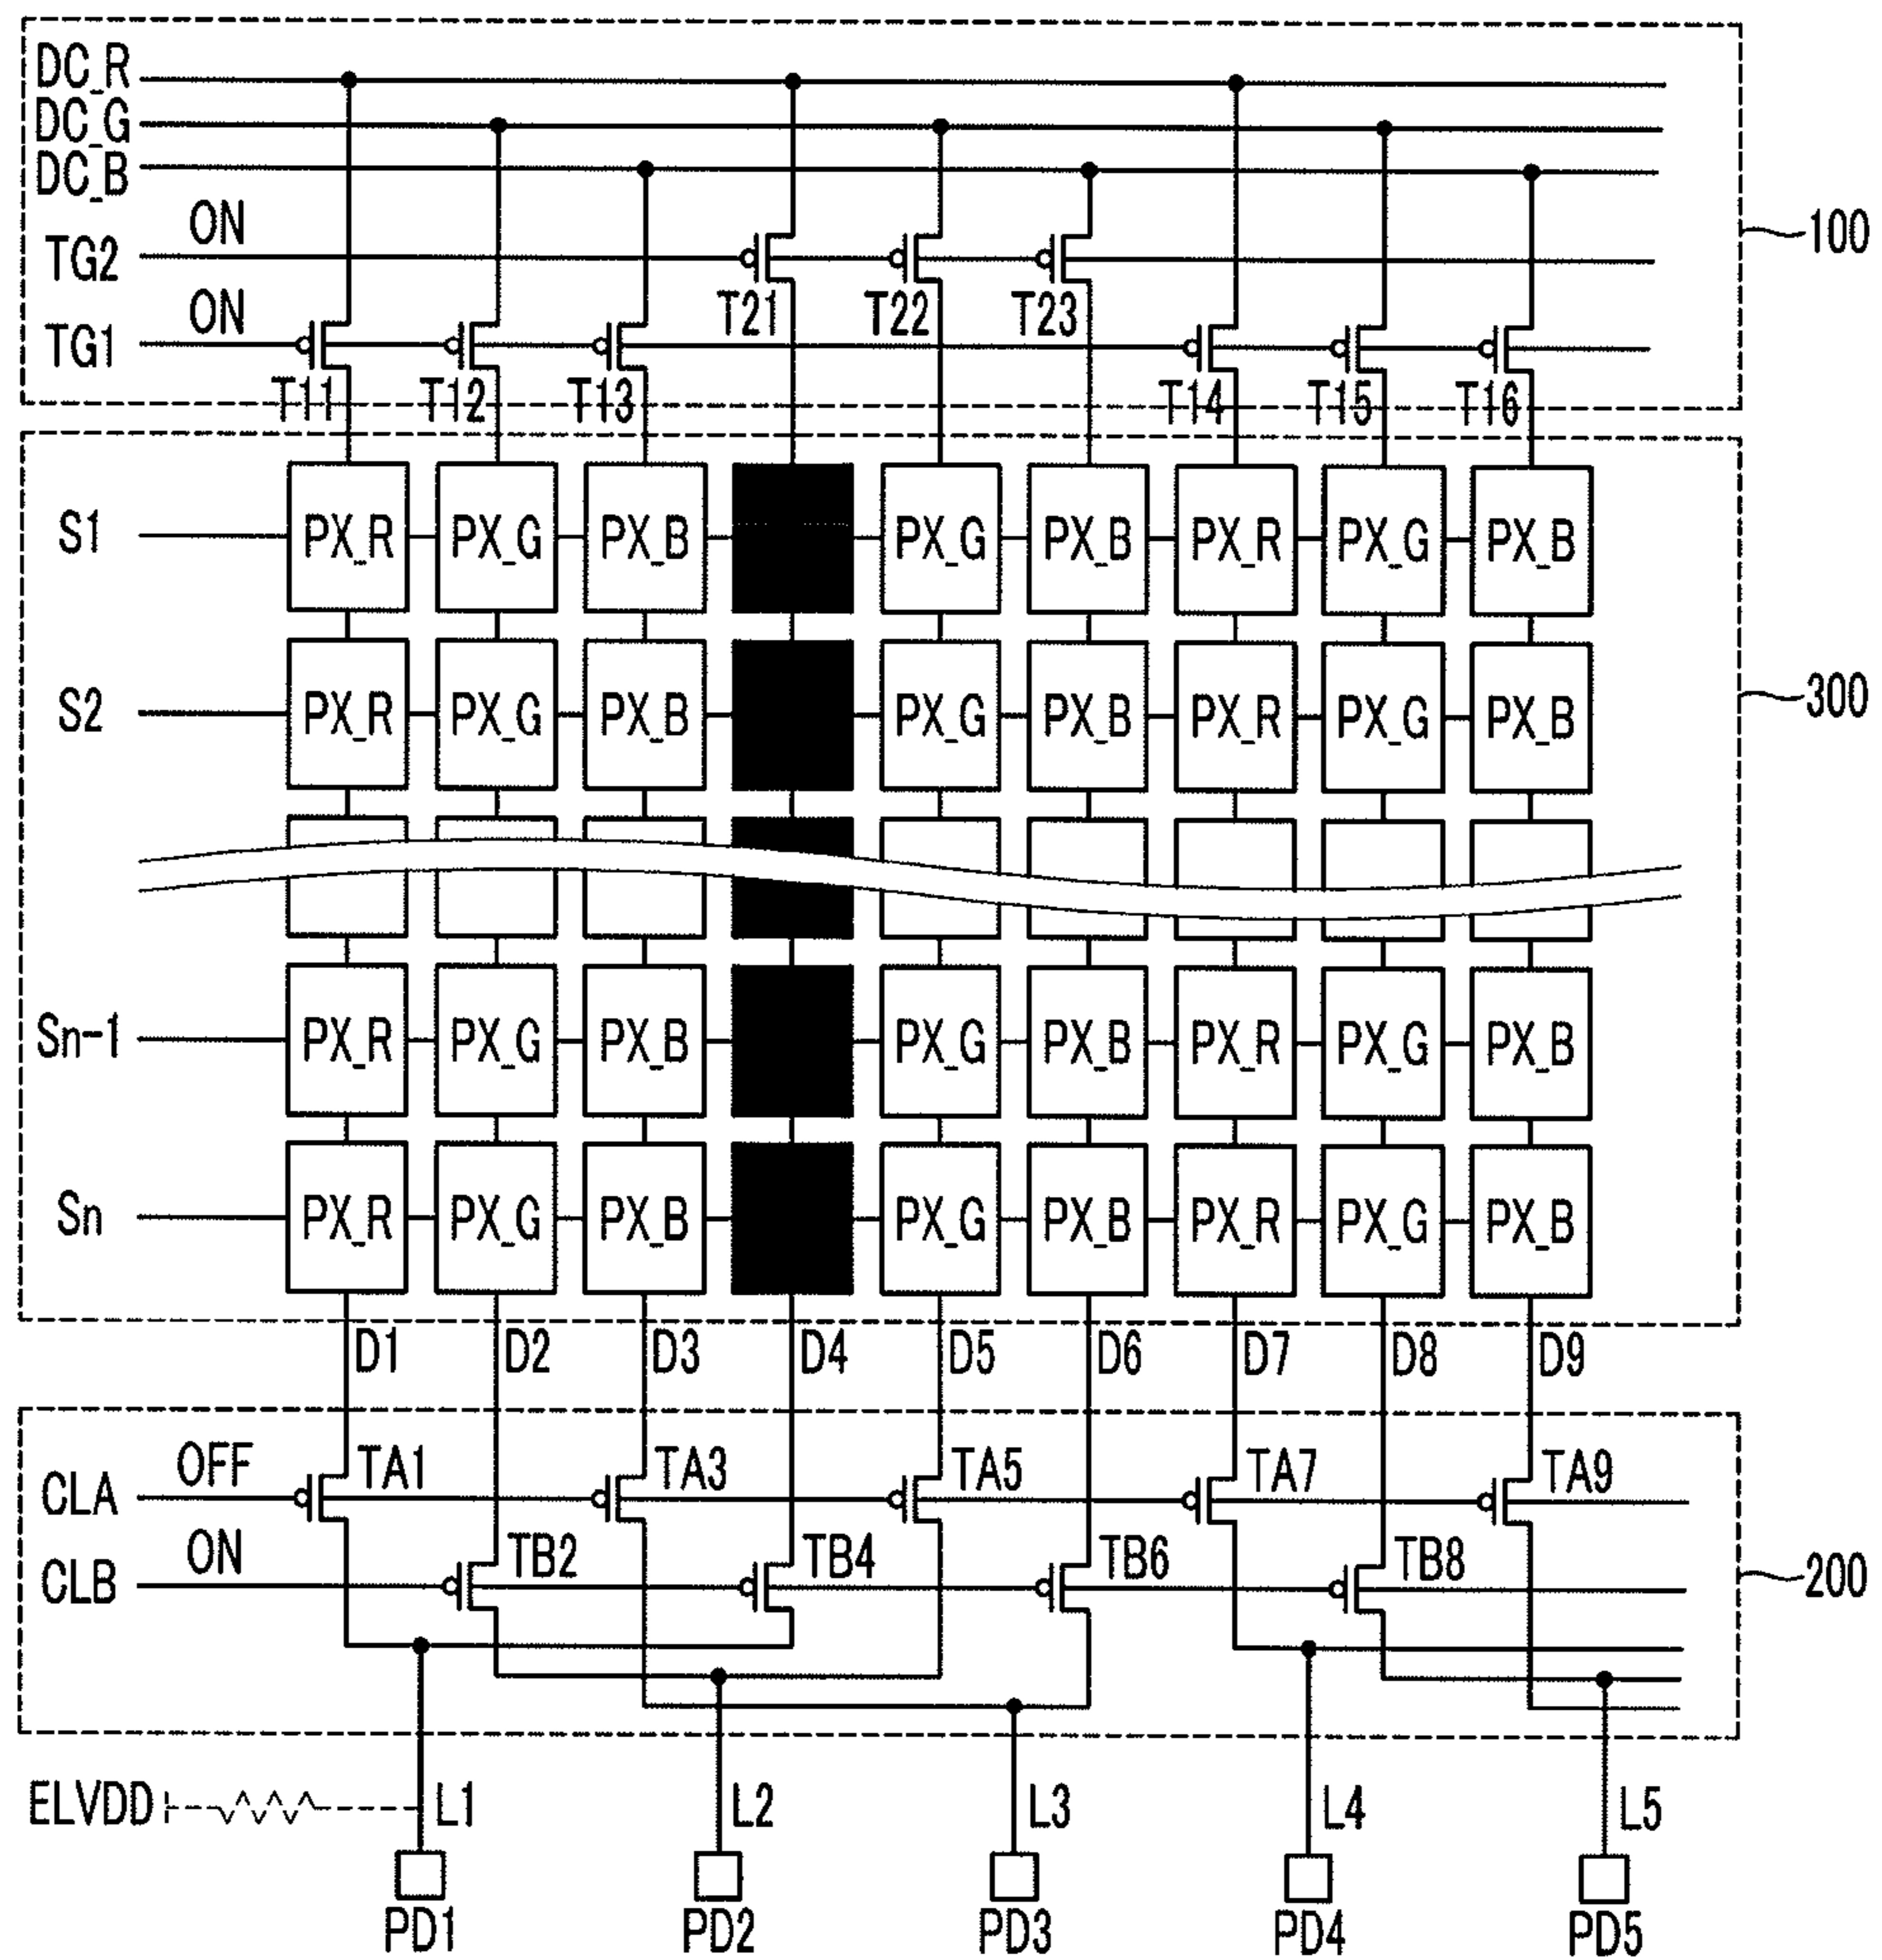 DC_R
DC_G
DC_B
ON
TG2
T21 T22 T23
ON
TG1
T11 T12 T13 T14 T15 T16
100
S1 PX_R PX_G PX_B PX_G PX_B PX_R PX_G PX_B
S2 PX_R PX_G PX_B PX_G PX_B PX_R PX_G PX_B
300
Sn-1 PX_R PX_G PX_B PX_G PX_B PX_R PX_G PX_B
Sn PX_R PX_G PX_B PX_G PX_B PX_R PX_G PX_B
D1 D2 D3 D4 D5 D6 D7 D8 D9
OFF
CLA TA1 TA3 TA5 TA7 TA9
ON
CLB TB2 TB4 TB6 TB8
200
ELVDD L1 L2 L3 L4 L5
PD1 PD2 PD3 PD4 PD5